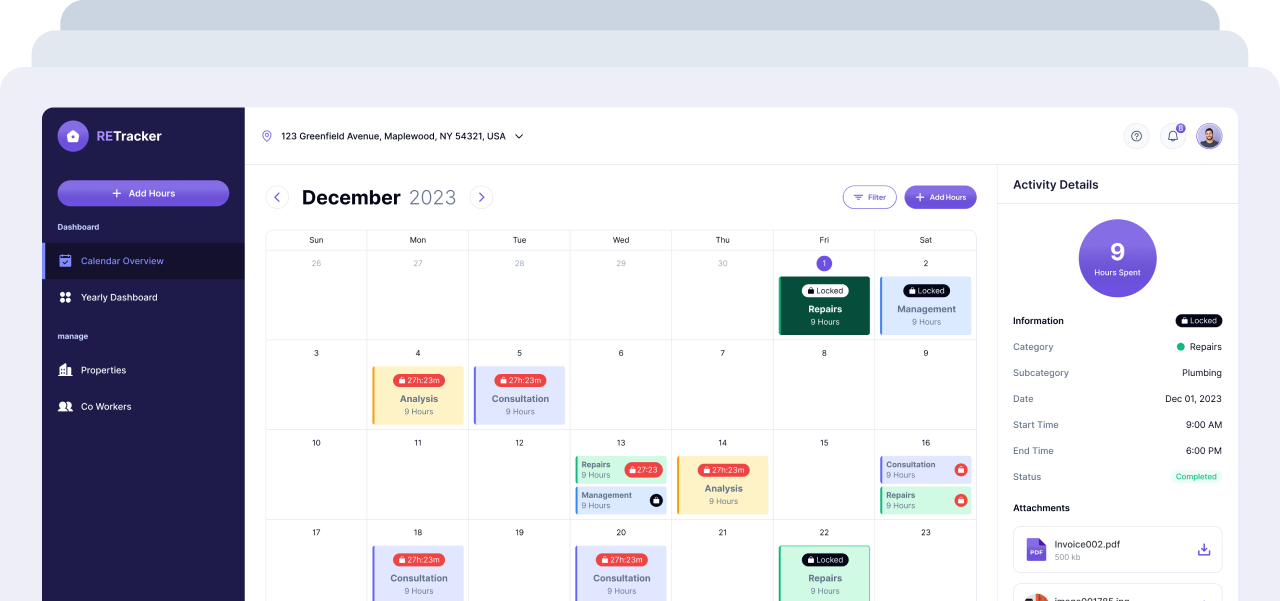 RETracker
Add Hours
Dashboard
Calendar Overview
Yearly Dashboard
manage
Properties
Co Workers
123 Greenfield Avenue, Maplewood, NY 54321, USA
8
December 2023
Filter
Add Hours
Sun Mon Tue Wed Thu Fri Sat
26 27 28 29 30 1 2
Locked
Repairs
9 Hours
Locked
Management
9 Hours
3 4 5 6 7 8 9
27h:23m
Analysis
9 Hours
27h:23m
Consultation
9 Hours
10 11 12 13 14 15 16
Repairs
9 Hours
27:23
Management
9 Hours
27h:23m
Analysis
9 Hours
Consultation
9 Hours
Repairs
9 Hours
17 18 19 20 21 22 23
27h:23m
Consultation
9 Hours
27h:23m
Consultation
9 Hours
Locked
Repairs
9 Hours
Activity Details
9
Hours Spent
Information Locked
Category Repairs
Subcategory Plumbing
Date Dec 01, 2023
Start Time 9:00 AM
End Time 6:00 PM
Status Completed
Attachments
PDF
Invoice002.pdf
500 kb
image001785.jpg